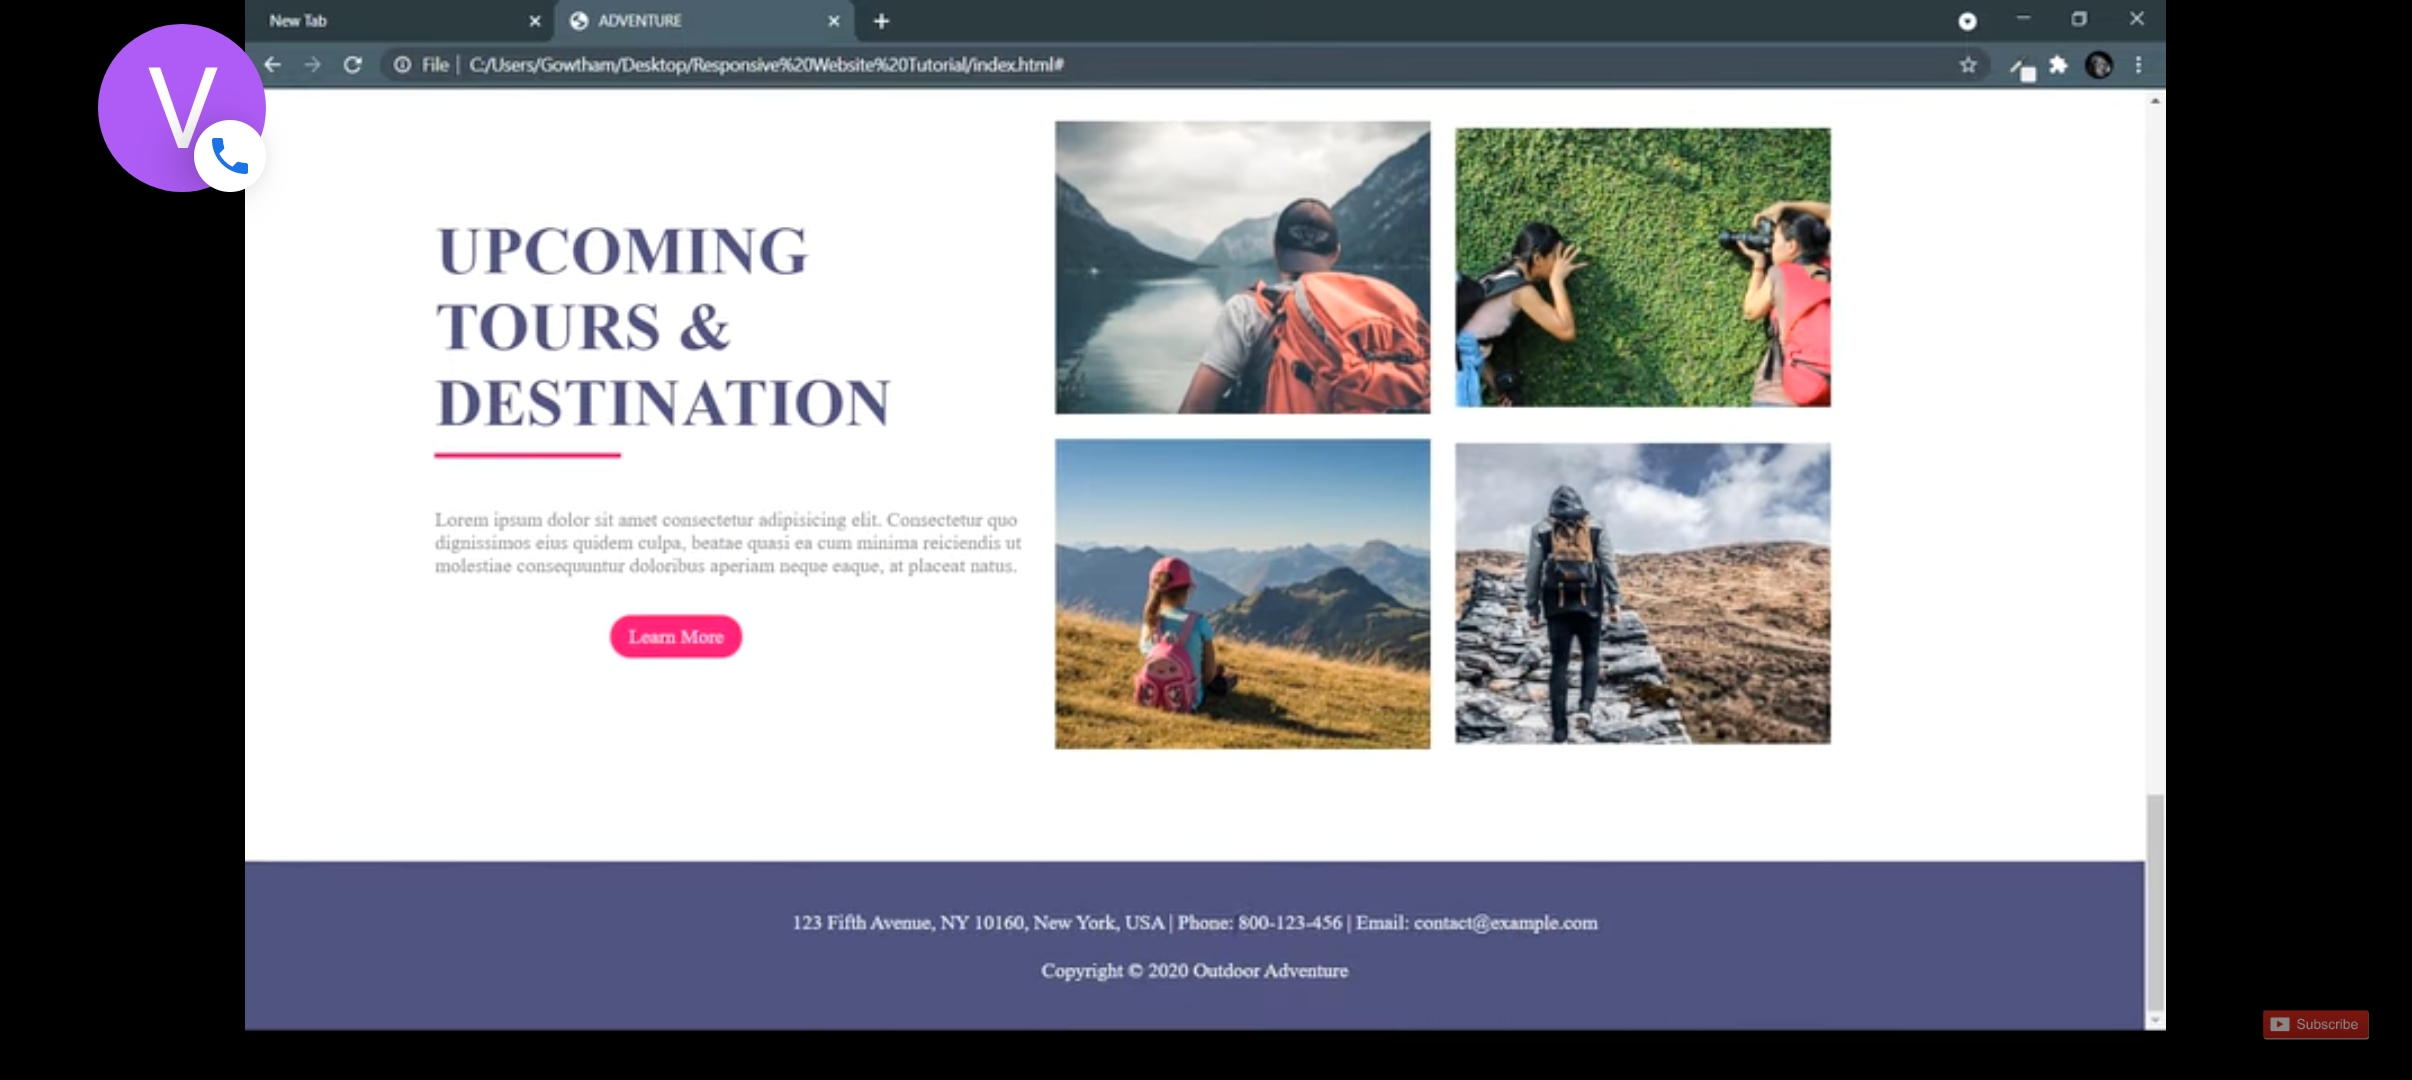 New Tab
ADVENTURE
File | C:/Users/Gowtham/Desktop/Responsive%20Website%20Tutorial/index.html#
V
UPCOMING
TOURS &
DESTINATION
Lorem ipsum dolor sit amet consectetur adipisicing elit. Consectetur quo
dignissimos eius quidem culpa, beatae quasi ea cum minima reiciendis ut
molestiae consequuntur doloribus aperiam neque eaque, at placeat natus.
Learn More
123 Fifth Avenue, NY 10160, New York, USA | Phone: 800-123-456 | Email: contact@example.com
Copyright © 2020 Outdoor Adventure
Subscribe